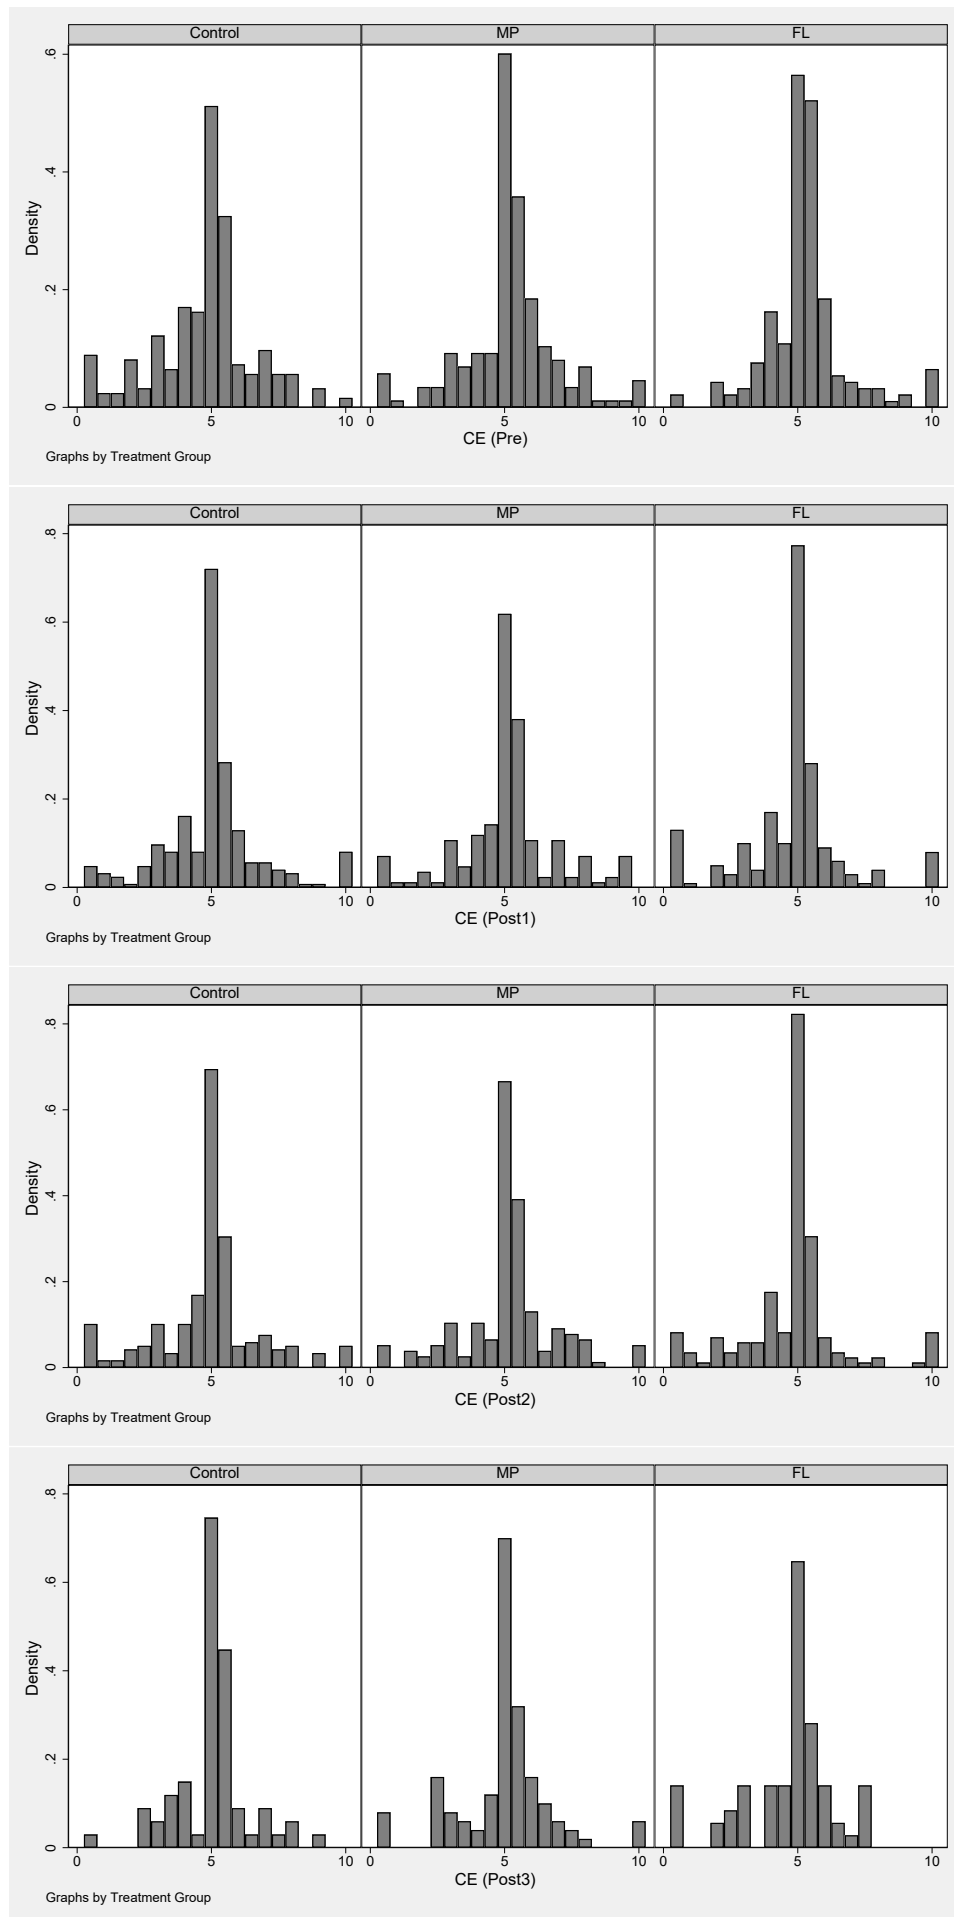 Control MP FL
.6
.4
.2
0
Density
0 5 10 0 5 10 0 5 10
CE (Pre)
Graphs by Treatment Group
Control MP FL
.8
.6
.4
.2
0
Density
0 5 10 0 5 10 0 5 10
CE (Post1)
Graphs by Treatment Group
Control MP FL
.8
.6
.4
.2
0
Density
0 5 10 0 5 10 0 5 10
CE (Post2)
Graphs by Treatment Group
Control MP FL
.8
.6
.4
.2
0
Density
0 5 10 0 5 10 0 5 10
CE (Post3)
Graphs by Treatment Group